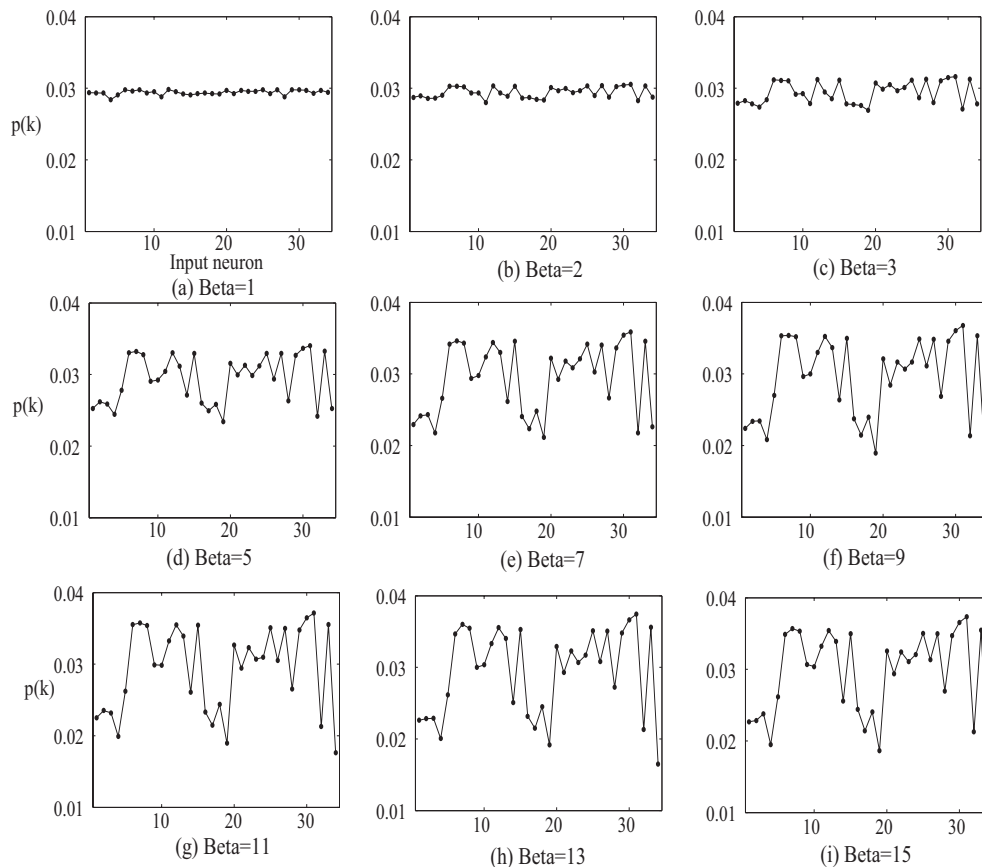 0.04 0.04 0.04
0.03 0.03 0.03
p(k)
0.02 0.02 0.02
0.01 0.01 0.01
10 20 30 10 20 30 10 20 30
Input neuron
(a) Beta=1 (b) Beta=2 (c) Beta=3
0.04 0.04 0.04
0.03 0.03 0.03
p(k)
0.02 0.02 0.02
0.01 0.01 0.01
10 20 30 10 20 30 10 20 30
(d) Beta=5 (e) Beta=7 (f) Beta=9
0.04 0.04 0.04
0.03 0.03 0.03
p(k)
0.02 0.02 0.02
0.01 0.01 0.01
10 20 30 10 20 30 10 20 30
(g) Beta=11 (h) Beta=13 (i) Beta=15